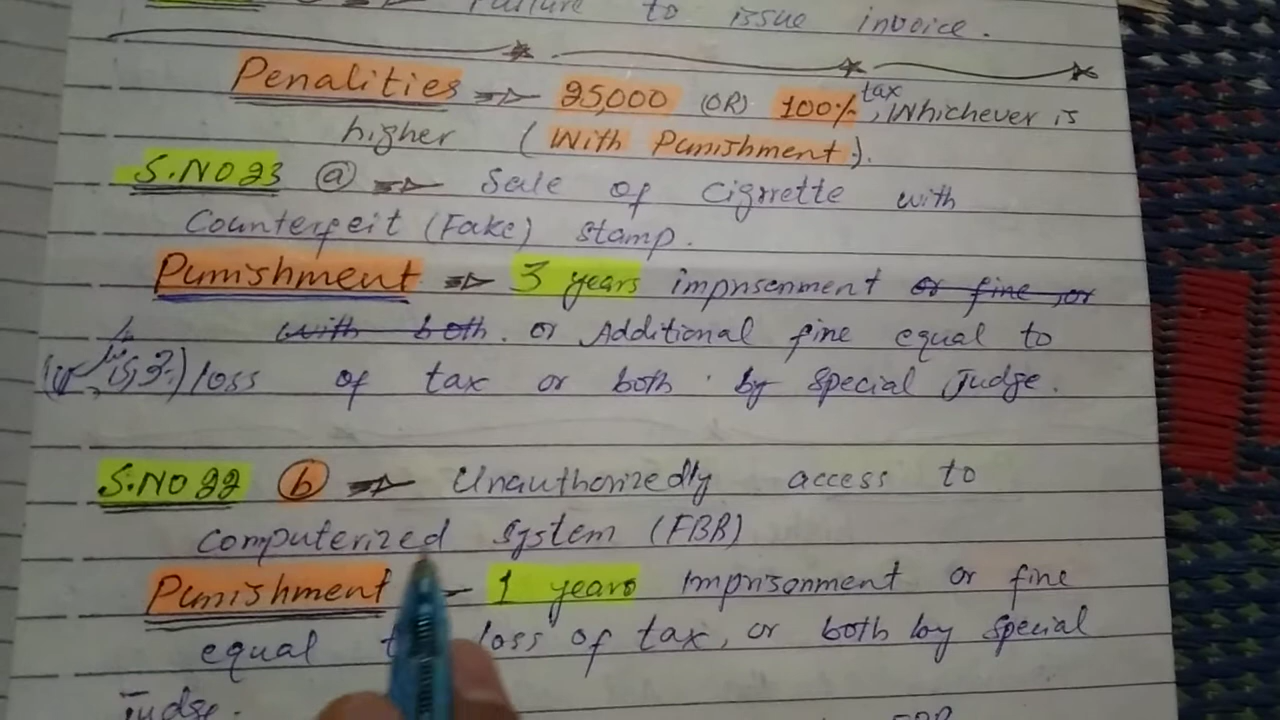 Failure to issue invoice.
Penalities ⇒ 25,000 (OR) 100% tax, Whichever is
higher (With Punishment).
S.NO 23 (a) ⇒ Sale of Cigrrette with
Counterfeit (Fake) stamp.
Punishment ⇒ 3 years imprisonment or fine, or
with both. or Additional fine equal to
loss of tax or both by Special Judge.
S.NO 22 (b) ⇒ Unauthorizedly access to
computerized system (FBR)
Punishment 1 years Imprisonment or fine
equal loss of tax, or both by Special
Judge.